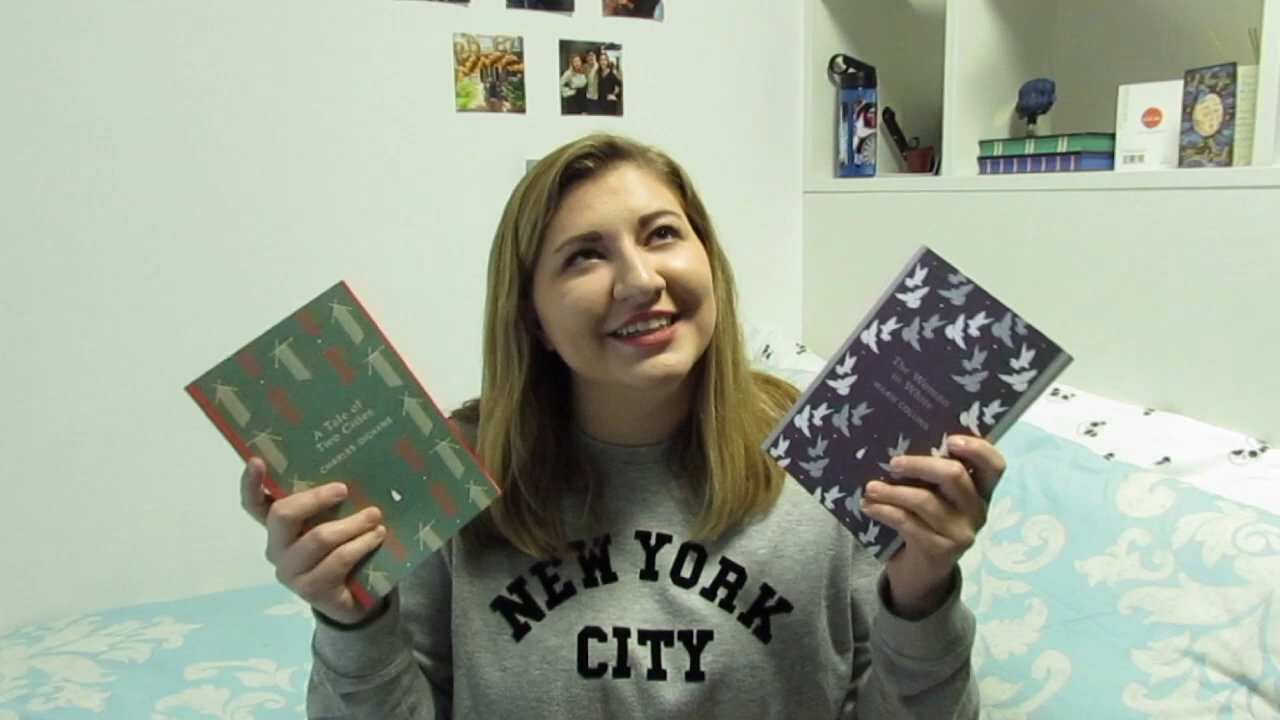 A Tale of
Two Cities
CHARLES DICKENS
The Woman
in White
WILKIE COLLINS
NEW YORK
CITY